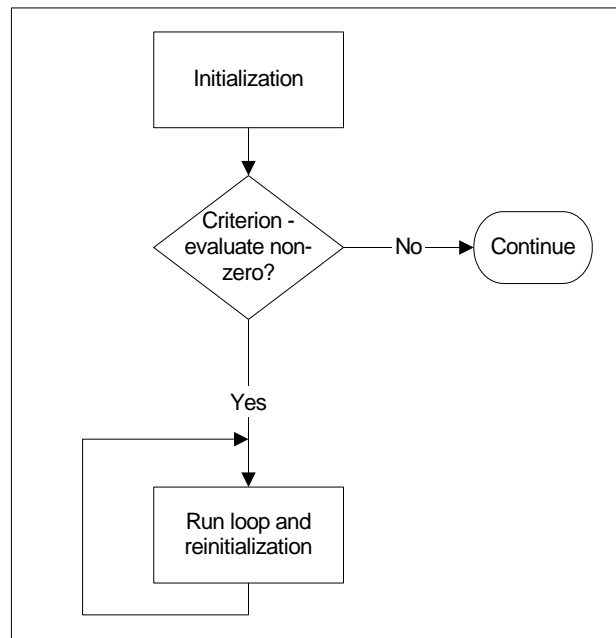 Initialization
Criterion -
evaluate non-
zero?
No
Continue
Yes
Run loop and
reinitialization